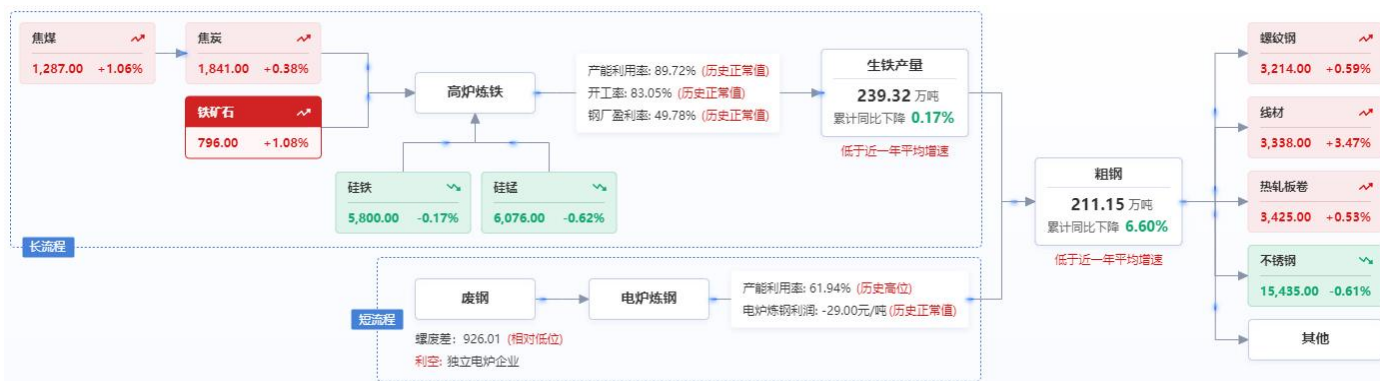 焦煤
1,287.00 +1.06%
焦炭
1,841.00 +0.38%
铁矿石
796.00 +1.08%
高炉炼铁
硅铁
5,800.00 -0.17%
硅锰
6,076.00 -0.62%
产能利用率: 89.72% (历史正常值)
开工率: 83.05% (历史正常值)
钢厂盈利率: 49.78% (历史正常值)
生铁产量
239.32 万吨
累计同比下降 0.17%
低于近一年平均增速
长流程
废钢
电炉炼钢
产能利用率: 61.94% (历史高位)
电炉炼钢利润: -29.00元/吨 (历史正常值)
短流程
螺废差: 926.01 (相对低位)
利空: 独立电炉企业
粗钢
211.15 万吨
累计同比下降 6.60%
低于近一年平均增速
螺纹钢
3,214.00 +0.59%
线材
3,338.00 +3.47%
热轧板卷
3,425.00 +0.53%
不锈钢
15,435.00 -0.61%
其他